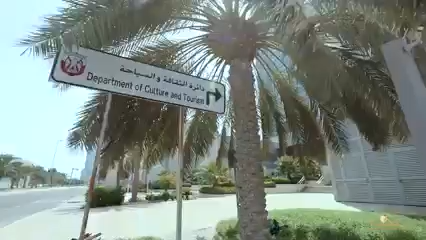 دائرة الثقافة والسياحة
Department of Culture and Tourism